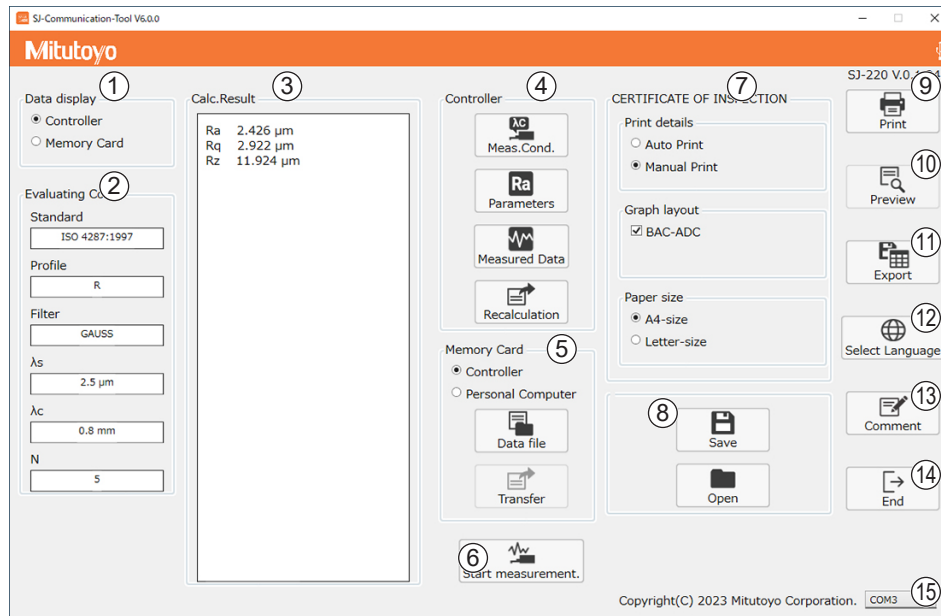 SJ-Communication-Tool V6.0.0
Mitutoyo
SJ-220 V.0.
①
Data display
Controller
Memory Card
②
Evaluating
Standard
ISO 4287:1997
Profile
R
Filter
GAUSS
λs
2.5 µm
λc
0.8 mm
N
5
③
Calc.Result
Ra 2.426 µm
Rq 2.922 µm
Rz 11.924 µm
④
Controller
λC
Meas.Cond.
Ra
Parameters
Measured Data
Recalculation
⑤
Memory Card
Controller
Personal Computer
Data file
Transfer
⑥
Start measurement.
⑦
CERTIFICATE OF INSPECTION
Print details
Auto Print
Manual Print
Graph layout
BAC-ADC
Paper size
A4-size
Letter-size
⑧
Save
Open
⑨
Print
⑩
Preview
⑪
Export
⑫
Select Language
⑬
Comment
⑭
End
Copyright(C) 2023 Mitutoyo Corporation.
COM3
⑮